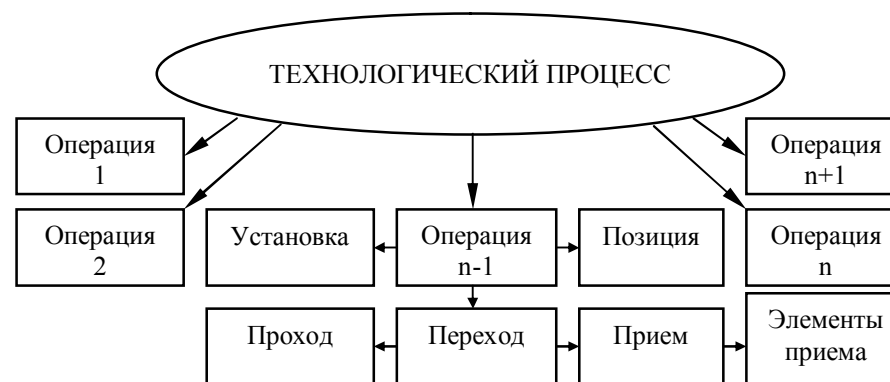 ТЕХНОЛОГИЧЕСКИЙ ПРОЦЕСС
Операция
1
Операция
n+1
Операция
2
Установка
Операция
n-1
Позиция
Операция
n
Проход
Переход
Прием
Элементы
приема